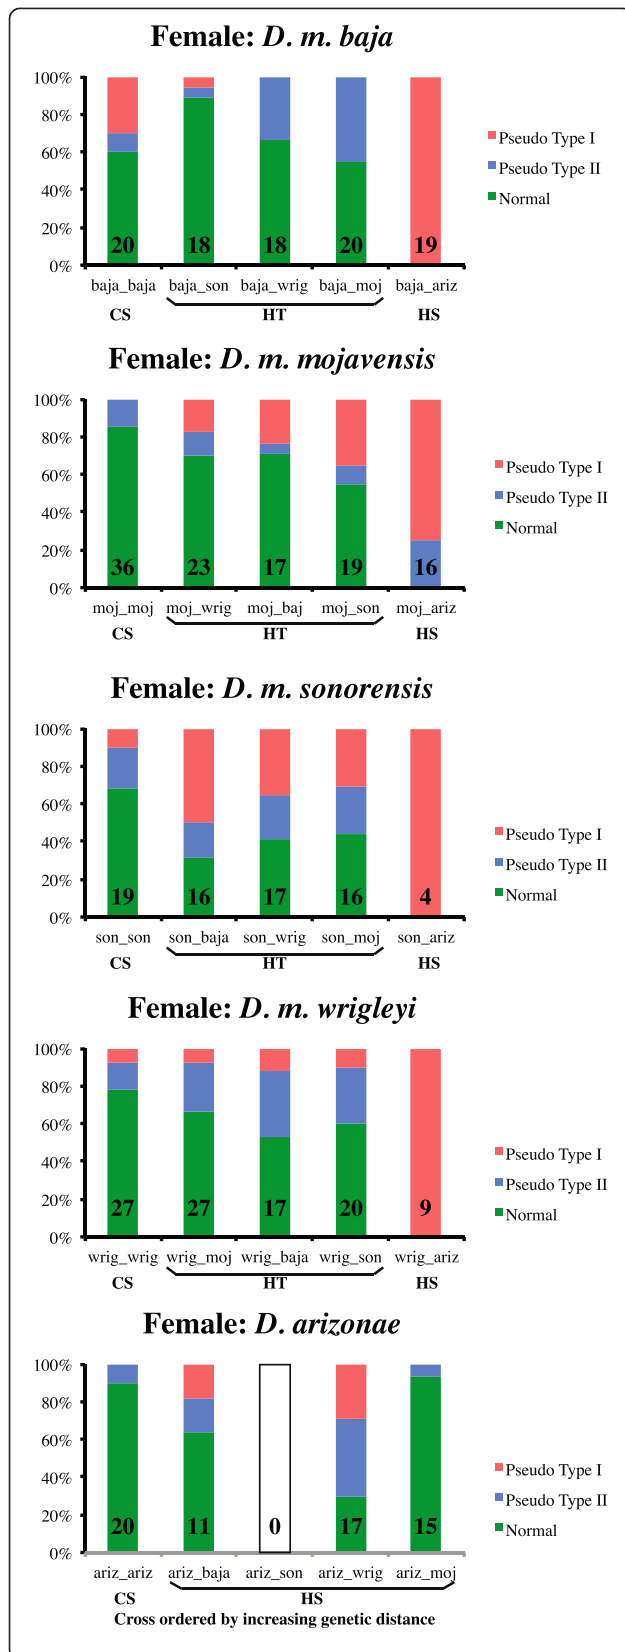 Female: D. m. baja
100%
80%
60%
40%
20%
0%
20 18 18 20 19
baja_baja baja_son baja_wrig baja_moj baja_ariz
CS HT HS
Pseudo Type I
Pseudo Type II
Normal
Female: D. m. mojavensis
100%
80%
60%
40%
20%
0%
36 23 17 19 16
moj_moj moj_wrig moj_baj moj_son moj_ariz
CS HT HS
Pseudo Type I
Pseudo Type II
Normal
Female: D. m. sonorensis
100%
80%
60%
40%
20%
0%
19 16 17 16 4
son_son son_baja son_wrig son_moj son_ariz
CS HT HS
Pseudo Type I
Pseudo Type II
Normal
Female: D. m. wrigleyi
100%
80%
60%
40%
20%
0%
27 27 17 20 9
wrig_wrig wrig_moj wrig_baja wrig_son wrig_ariz
CS HT HS
Pseudo Type I
Pseudo Type II
Normal
Female: D. arizonae
100%
80%
60%
40%
20%
0%
20 11 0 17 15
ariz_ariz ariz_baja ariz_son ariz_wrig ariz_moj
CS HS
Pseudo Type I
Pseudo Type II
Normal
Cross ordered by increasing genetic distance